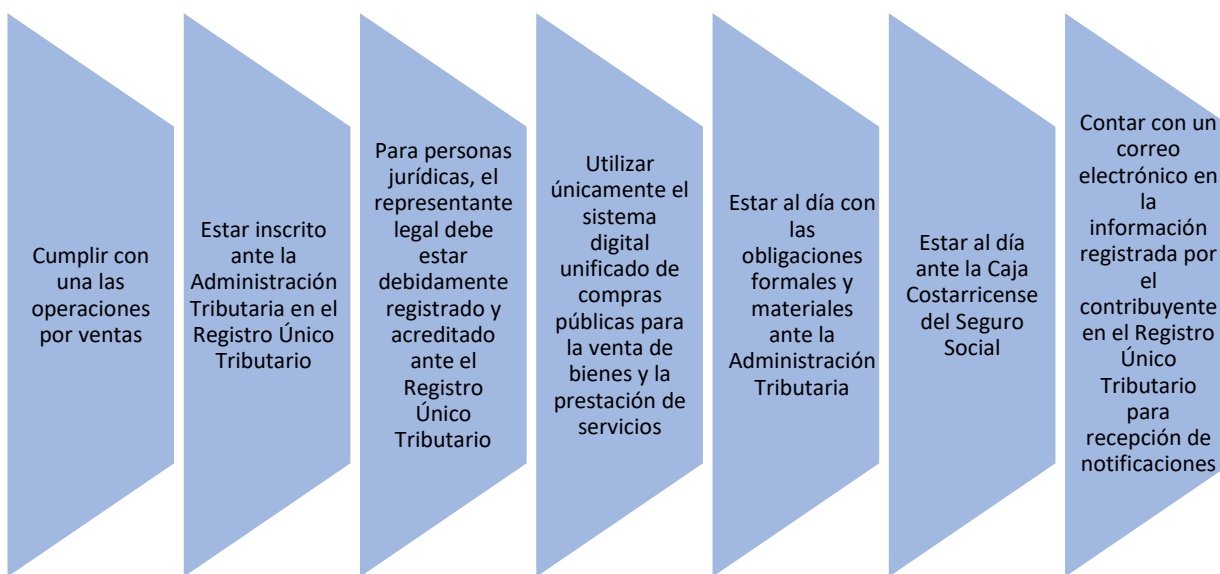 Cumplir con
una las
operaciones
por ventas
Estar inscrito
ante la
Administración
Tributaria en el
Registro Único
Tributario
Para personas
jurídicas, el
representante
legal debe
estar
debidamente
registrado y
acreditado
ante el
Registro
Único
Tributario
Utilizar
únicamente el
sistema
digital
unificado de
compras
públicas para
la venta de
bienes y la
prestación de
servicios
Estar al día con
las
obligaciones
formales y
materiales
ante la
Administración
Tributaria
Estar al día
ante la Caja
Costarricense
del Seguro
Social
Contar con un
correo
electrónico en
la
información
registrada por
el
contribuyente
en el Registro
Único
Tributario
para
recepción de
notificaciones